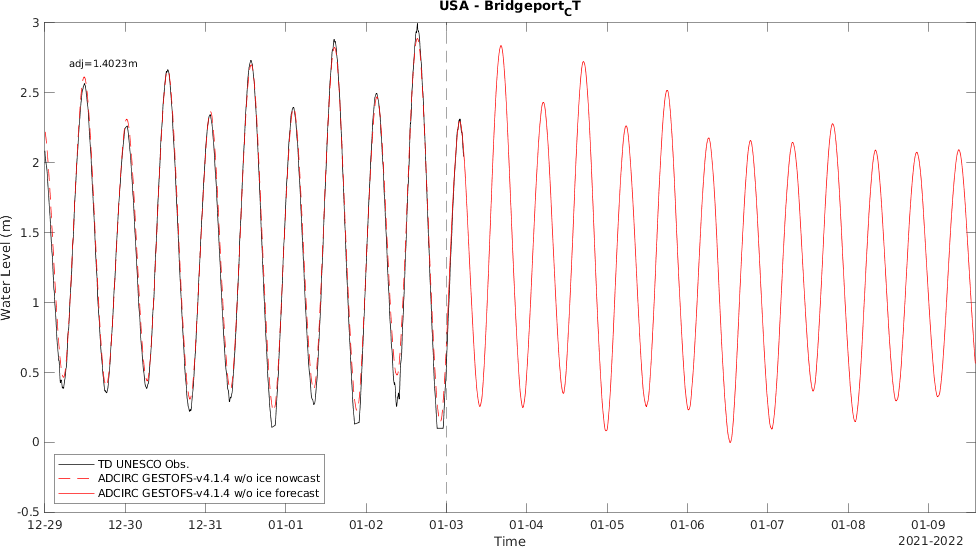 USA - BridgeportCT
adj=1.4023m
3
2.5
2
1.5
1
0.5
0
-0.5
Water Level (m)
TD UNESCO Obs.
ADCIRC GESTOFS-v4.1.4 w/o ice nowcast
ADCIRC GESTOFS-v4.1.4 w/o ice forecast
12-29 12-30 12-31 01-01 01-02 01-03 01-04 01-05 01-06 01-07 01-08 01-09
Time
2021-2022